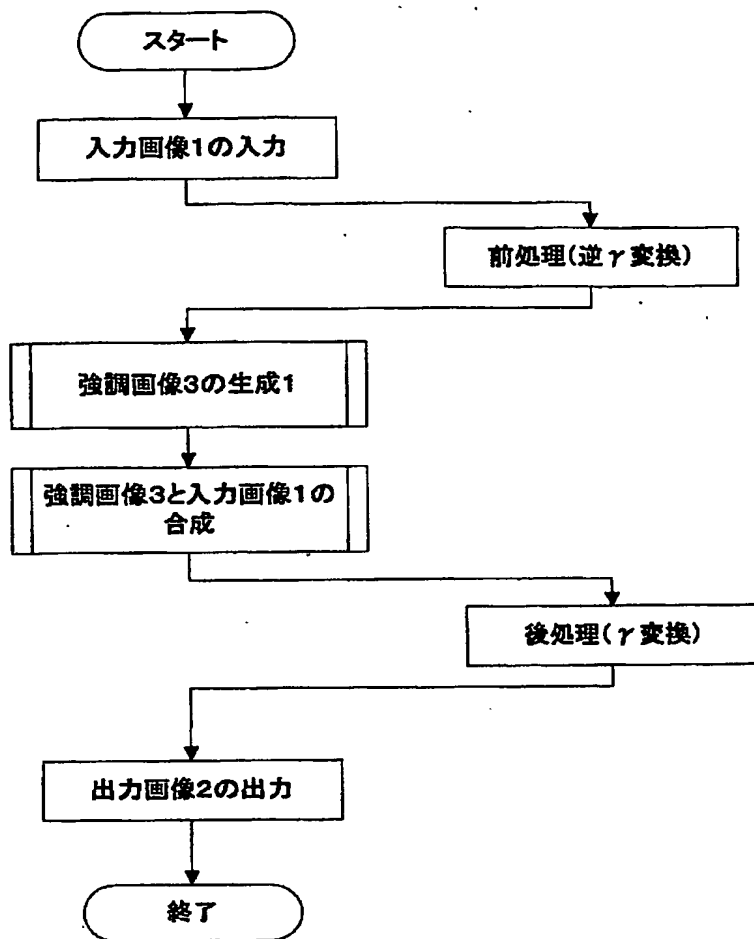 スタート
入力画像1の入力
前処理(逆γ変換)
強調画像3の生成1
強調画像3と入力画像1の
合成
後処理(γ変換)
出力画像2の出力
終了